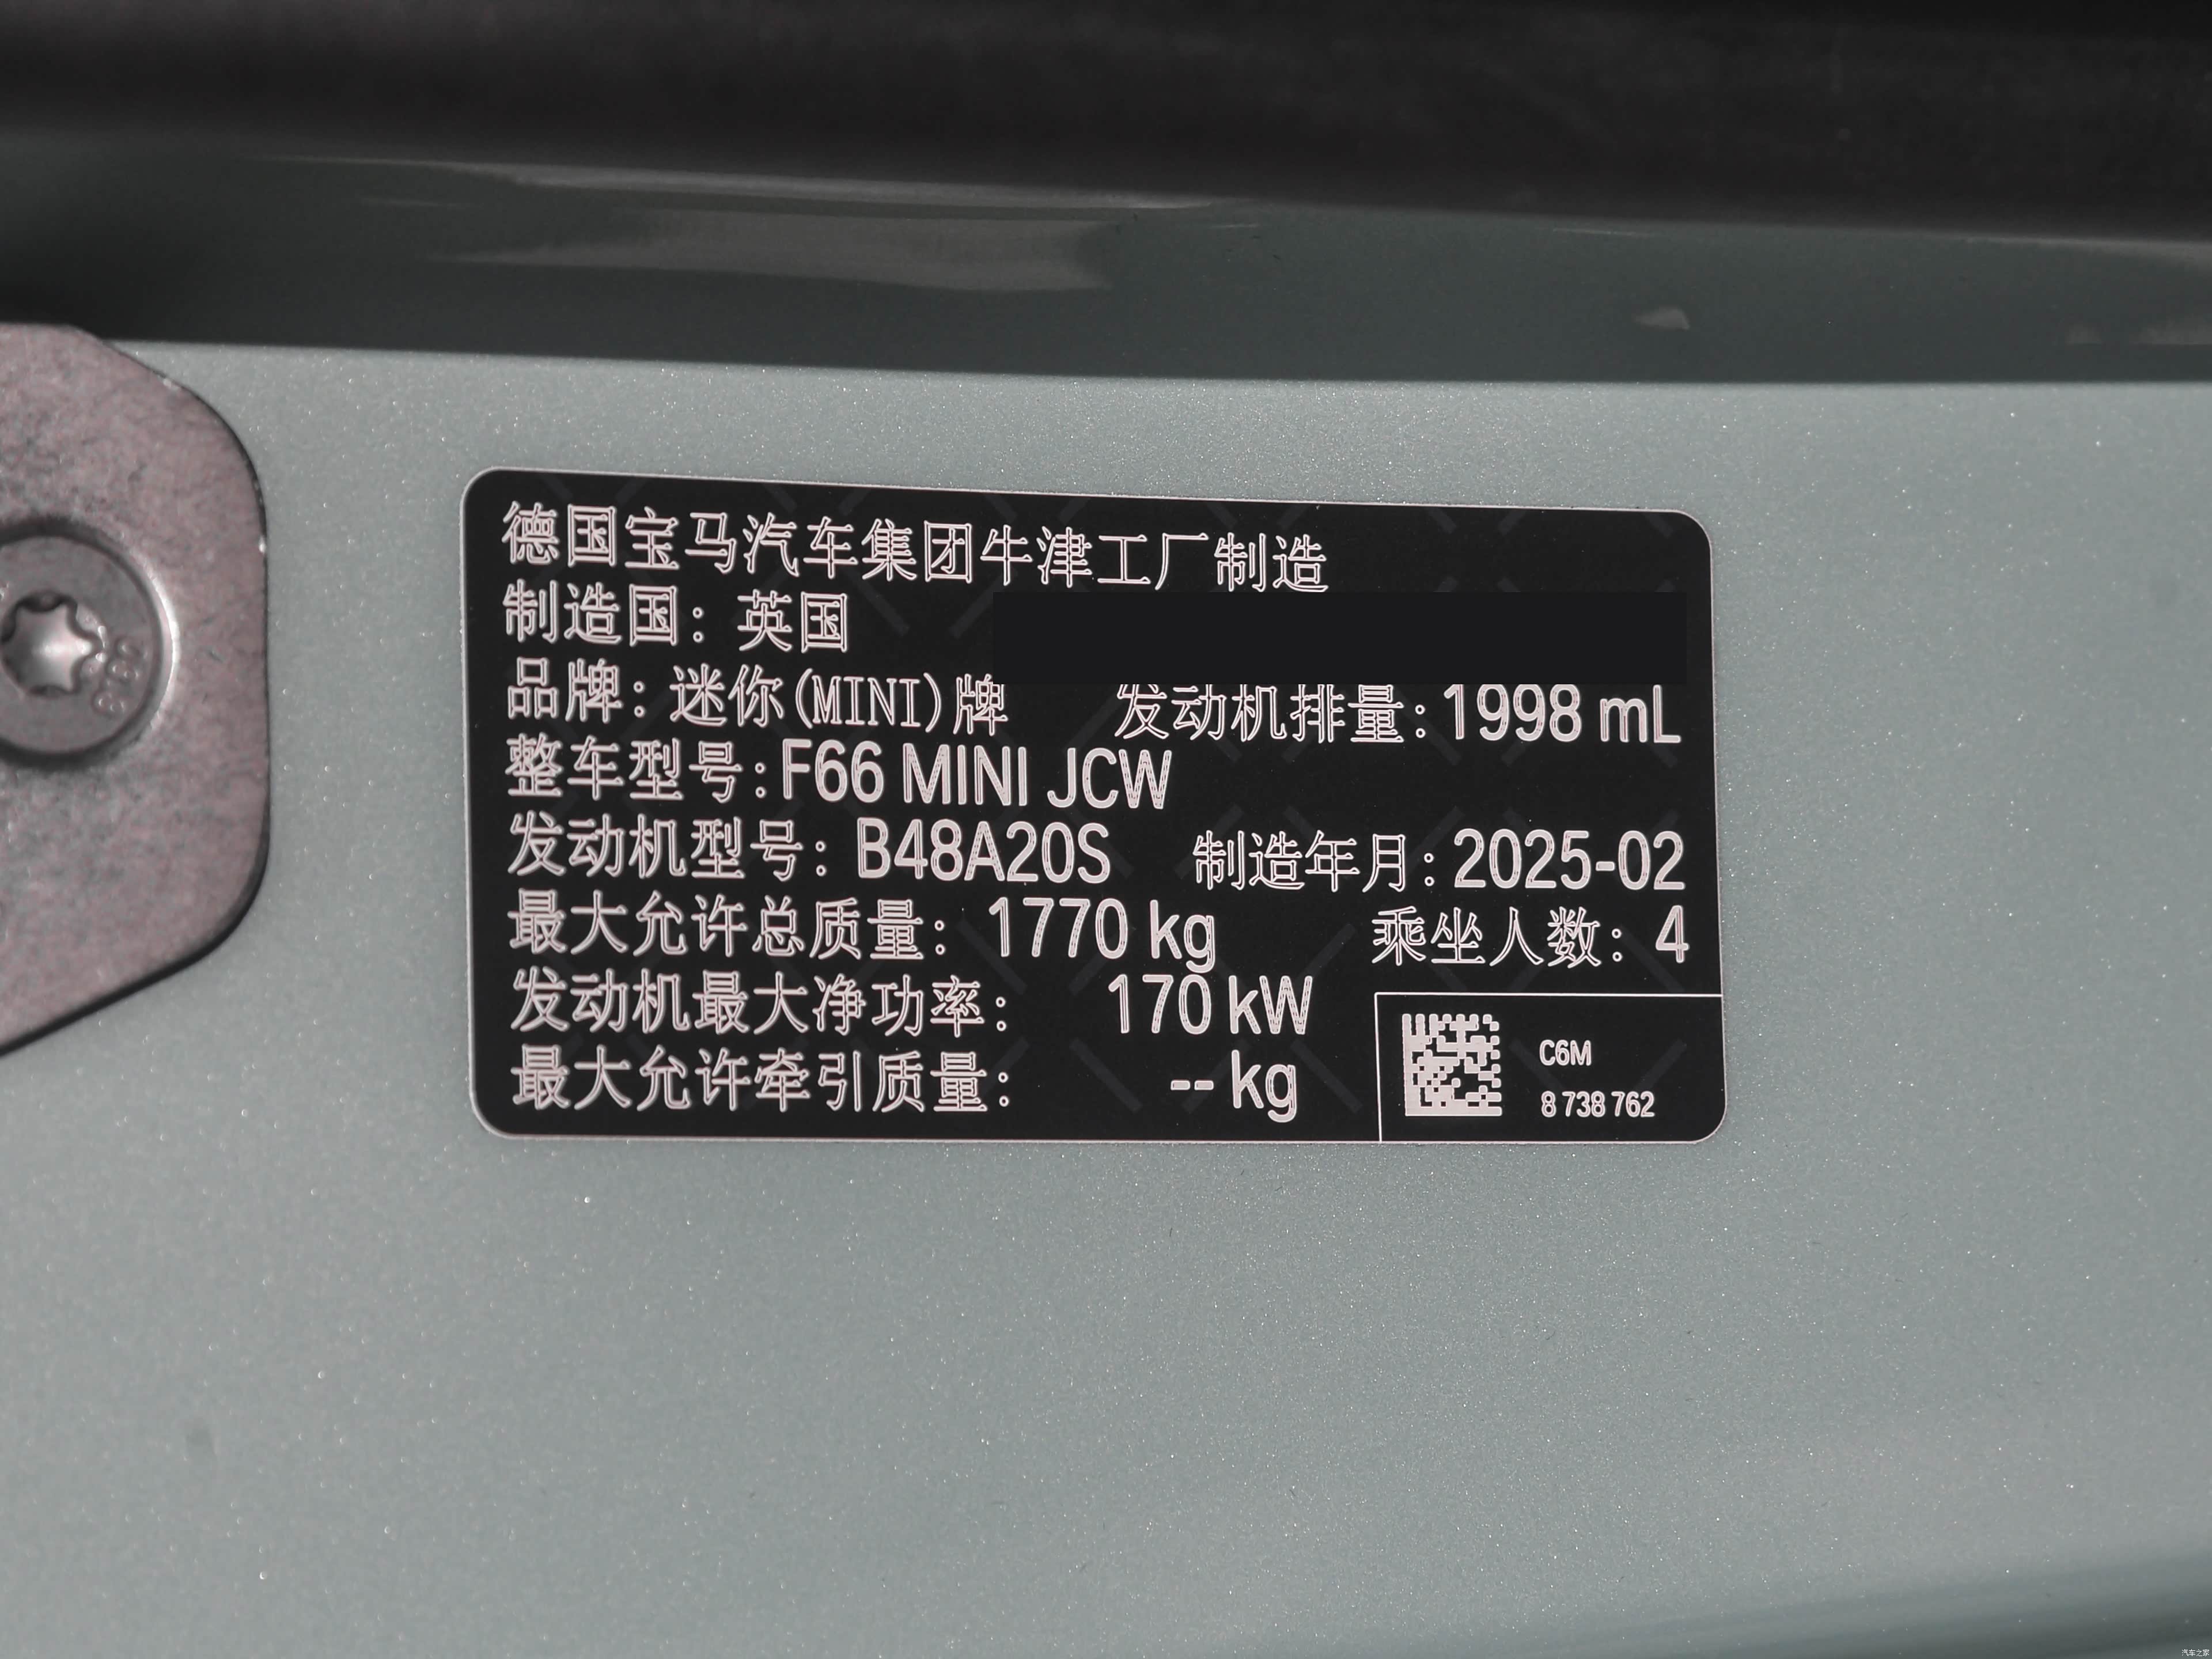 德国宝马汽车集团牛津工厂制造
制造国: 英国
品牌: 迷你(MINI)牌 发动机排量: 1998 mL
整车型号: F66 MINI JCW
发动机型号: B48A20S 制造年月: 2025-02
最大允许总质量: 1770 kg 乘坐人数: 4
发动机最大净功率: 170 kW
最大允许牵引质量: -- kg
C6M
8 738 762
汽车之家